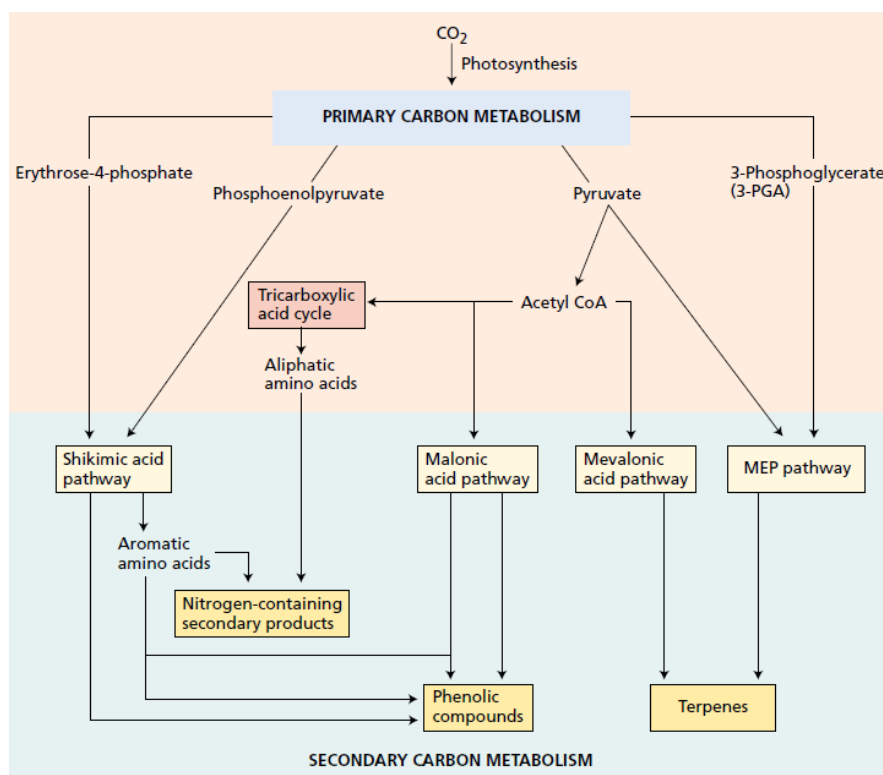 CO2
Photosynthesis
PRIMARY CARBON METABOLISM
Erythrose-4-phosphate
Phosphoenolpyruvate
Pyruvate
3-Phosphoglycerate
(3-PGA)
Tricarboxylic
acid cycle
Acetyl CoA
Aliphatic
amino acids
Shikimic acid
pathway
Malonic
acid pathway
Mevalonic
acid pathway
MEP pathway
Aromatic
amino acids
Nitrogen-containing
secondary products
Phenolic
compounds
Terpenes
SECONDARY CARBON METABOLISM